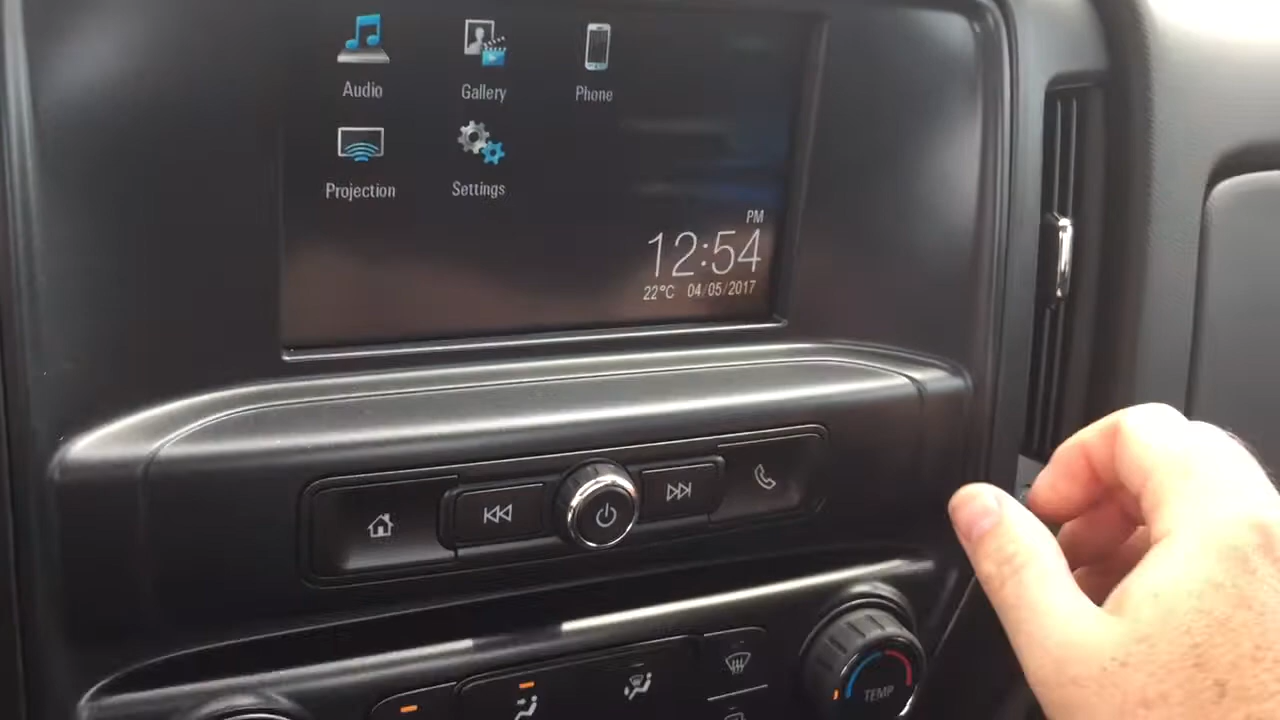 Audio
Gallery
Phone
Projection
Settings
PM
12:54
22°C 04/05/2017
TEMP